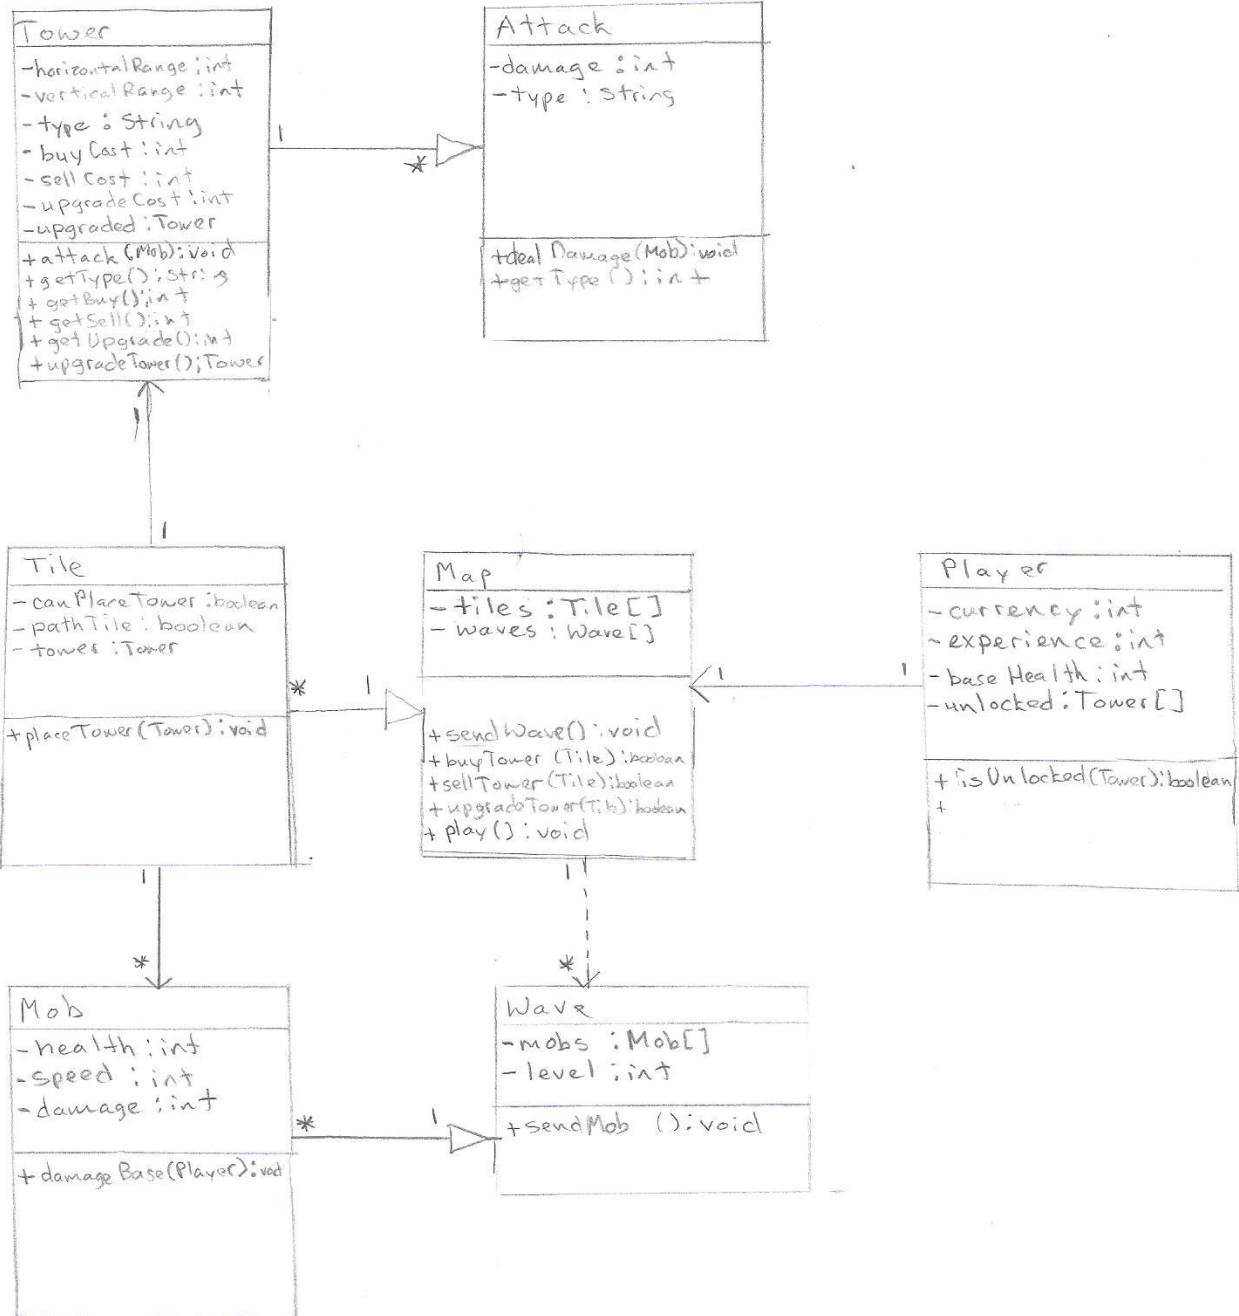 Tower
-horizontalRange:int
-verticalRange:int
-type:String
-buyCost:int
-sellCost:int
-upgradeCost:int
-upgraded:Tower
+attack(Mob):void
+getType():String
+getBuy():int
+getSell():int
+getUpgrade():int
+upgradeTower();Tower
Attack
-damage:int
-type:String
+dealDamage(Mob):void
+getType():int
1
*
1
1
Tile
-canPlaceTower:boolean
-pathTile:boolean
-tower:Tower
+placeTower(Tower):void
*
1
Map
-tiles:Tile[]
-waves:Wave[]
+sendWave():void
+buyTower(Tile):boolean
+sellTower(Tile):boolean
+upgradeTower(Tile):boolean
+play():void
1
1
Player
-currency:int
-experience:int
-baseHealth:int
-unlocked:Tower[]
+isUnlocked(Tower):boolean
+
1
*
1
*
Mob
-health:int
-speed:int
-damage:int
+damageBase(Player):void
*
1
Wave
-mobs:Mob[]
-level:int
+sendMob():void